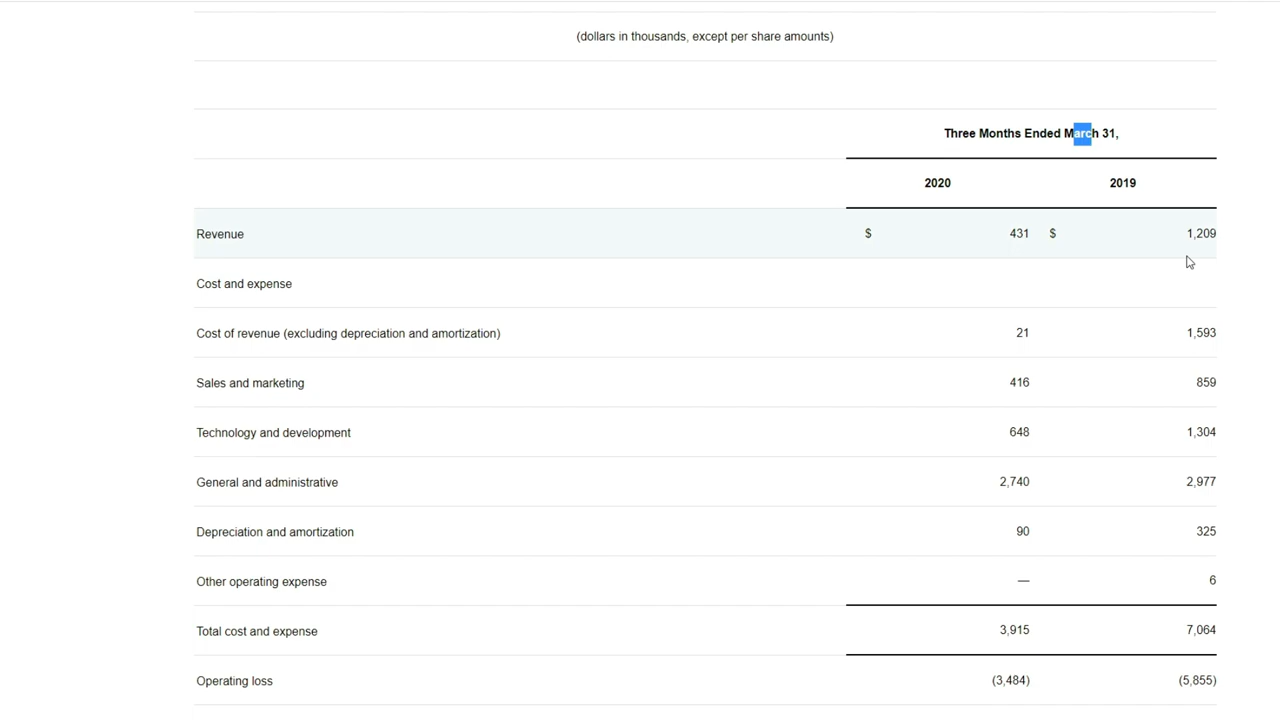 (dollars in thousands, except per share amounts)
Three Months Ended March 31,
2020 2019
Revenue $ 431 $ 1,209
Cost and expense
Cost of revenue (excluding depreciation and amortization) 21 1,593
Sales and marketing 416 859
Technology and development 648 1,304
General and administrative 2,740 2,977
Depreciation and amortization 90 325
Other operating expense — 6
Total cost and expense 3,915 7,064
Operating loss (3,484) (5,855)